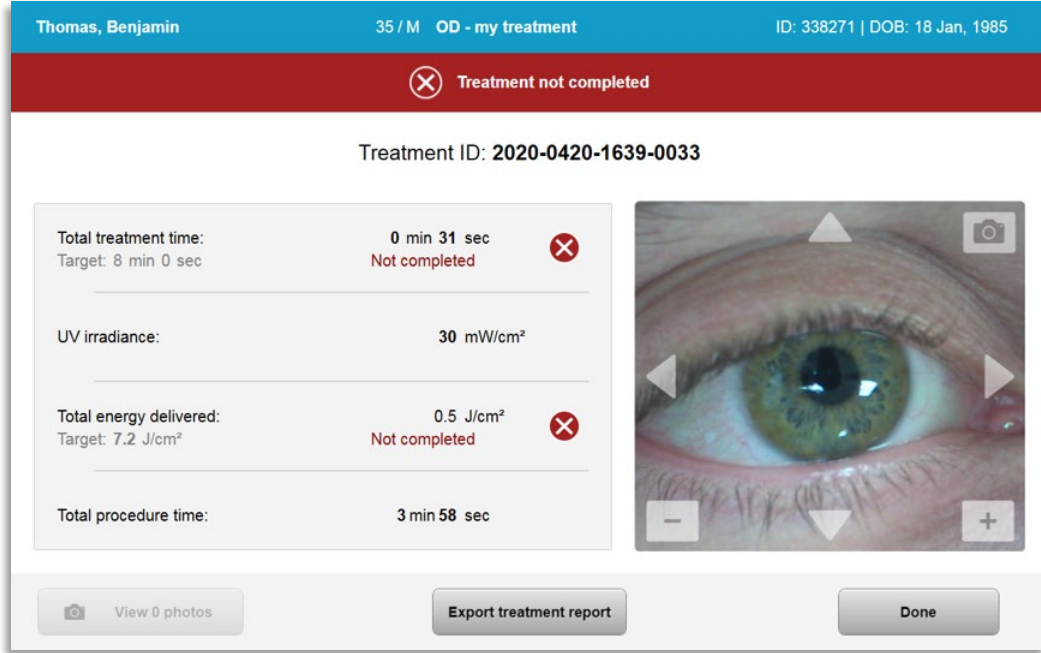 Thomas, Benjamin 35 / M OD - my treatment ID: 338271 | DOB: 18 Jan, 1985
Treatment not completed
Treatment ID: 2020-0420-1639-0033
Total treatment time: 0 min 31 sec
Target: 8 min 0 sec Not completed
UV irradiance: 30 mW/cm²
Total energy delivered: 0.5 J/cm²
Target: 7.2 J/cm² Not completed
Total procedure time: 3 min 58 sec
View 0 photos Export treatment report Done